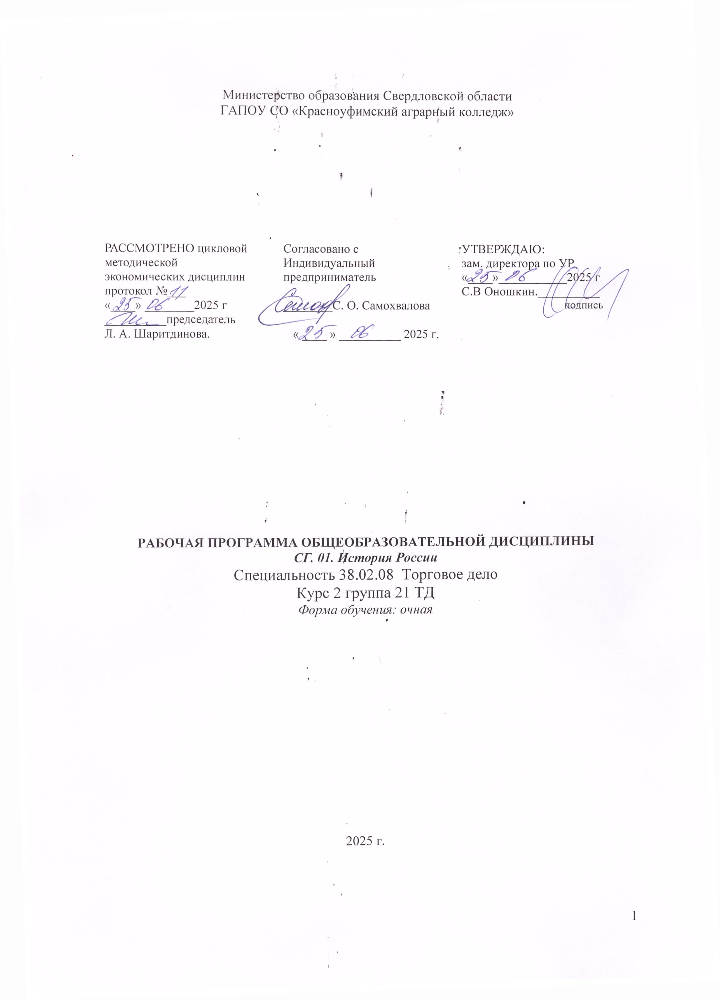 Министерство образования Свердловской области
ГАПОУ СО «Красноуфимский аграрный колледж»
РАССМОТРЕНО цикловой
методической
экономических дисциплин
протокол № 11
«25» 06 2025 г
председатель
Л. А. Шаритдинова.
Согласовано с
Индивидуальный
предприниматель
С. О. Самохвалова
«25» 06 2025 г.
УТВЕРЖДАЮ:
зам. директора по УР
«25» 06 2025 г
С.В Оношкин.
подпись
РАБОЧАЯ ПРОГРАММА ОБЩЕОБРАЗОВАТЕЛЬНОЙ ДИСЦИПЛИНЫ
СГ. 01. История России
Специальность 38.02.08 Торговое дело
Курс 2 группа 21 ТД
Форма обучения: очная
2025 г.
1